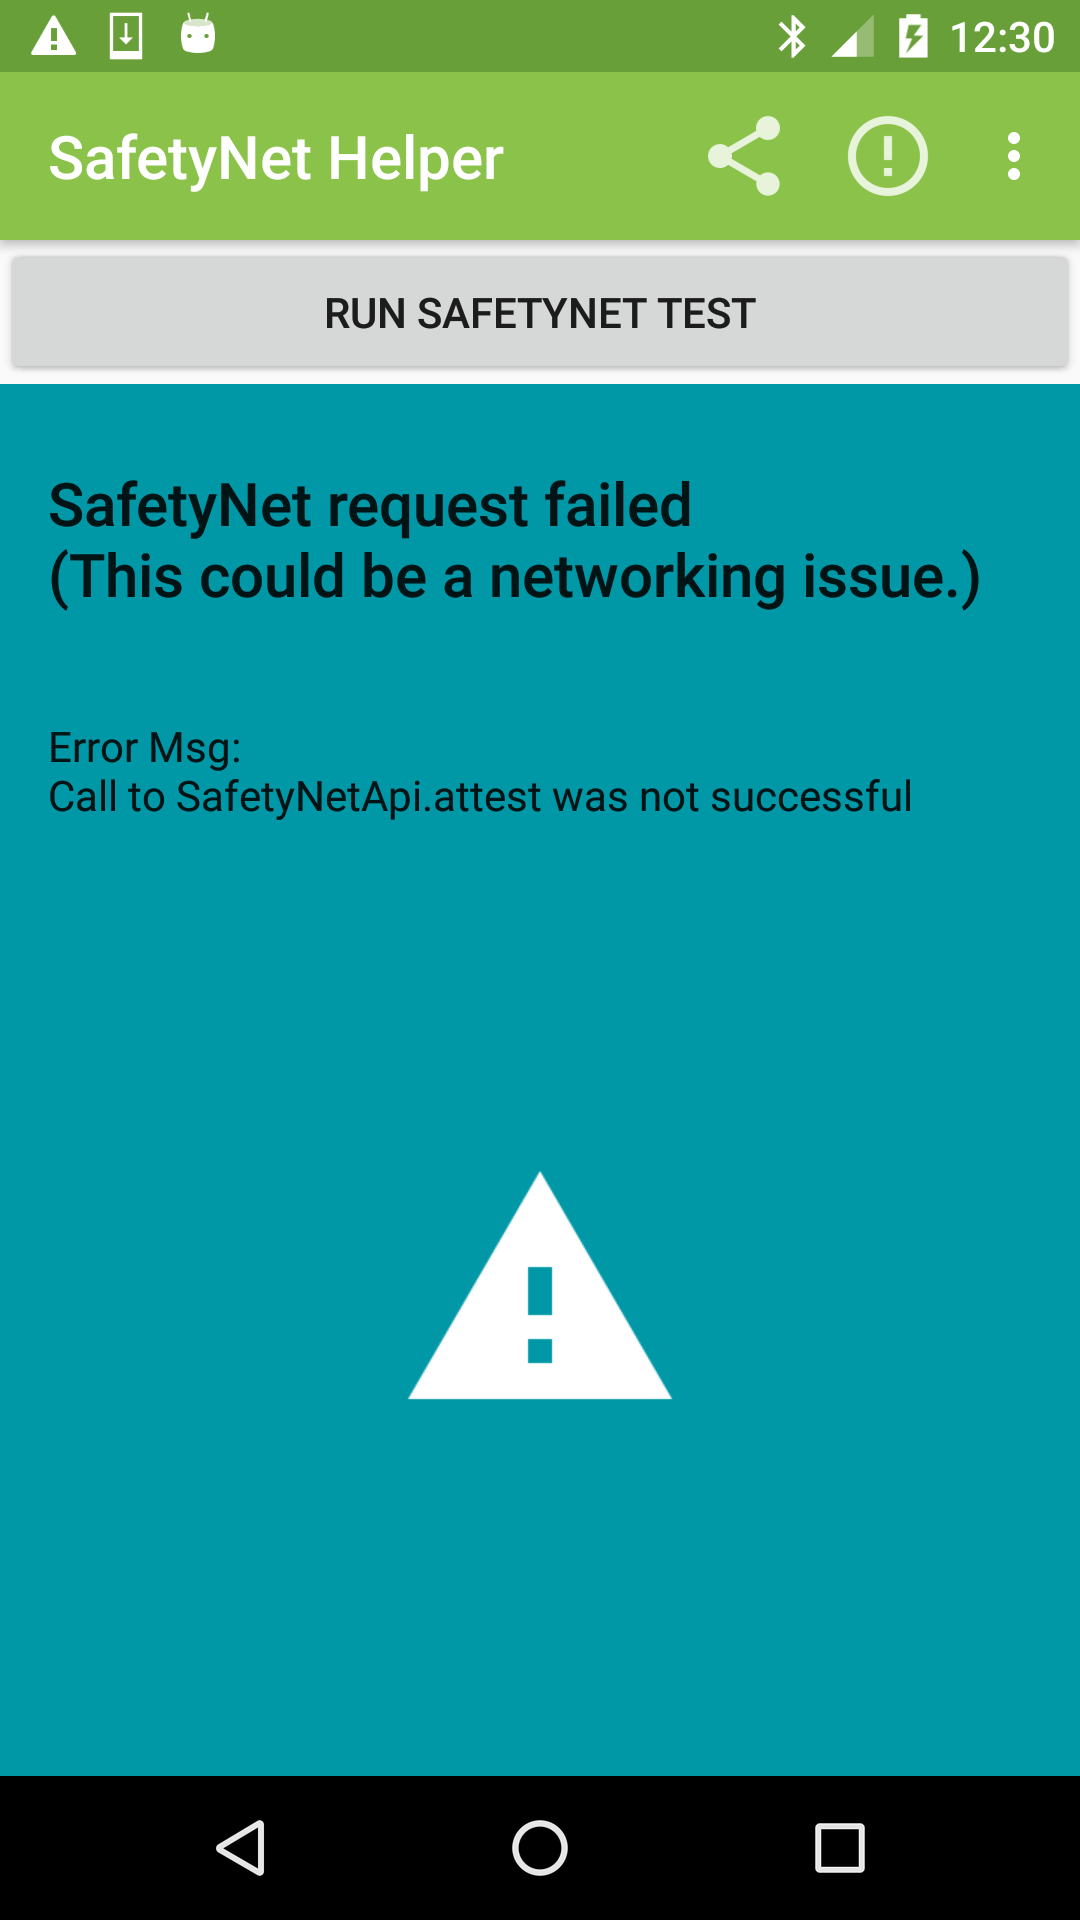 12:30
SafetyNet Helper
RUN SAFETYNET TEST
SafetyNet request failed
(This could be a networking issue.)
Error Msg:
Call to SafetyNetApi.attest was not successful